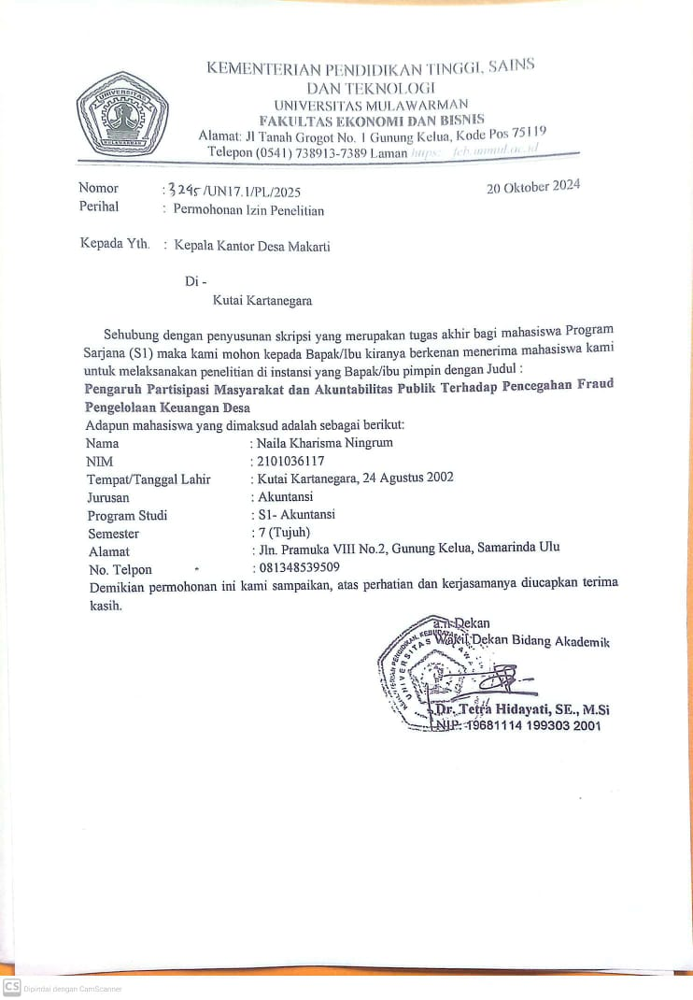 KEMENTERIAN PENDIDIKAN TINGGI, SAINS
DAN TEKNOLOGI
UNIVERSITAS MULAWARMAN
FAKULTAS EKONOMI DAN BISNIS
Alamat: Jl Tanah Grogot No. 1 Gunung Kelua, Kode Pos 75119
Telepon (0541) 738913-7389 Laman https: feb.unmul.ac.id
UNIVERSITAS
MULAWARMAN
Nomor : 3295/UN17.1/PL/2025
20 Oktober 2024
Perihal : Permohonan Izin Penelitian
Kepada Yth. : Kepala Kantor Desa Makarti
Di -
Kutai Kartanegara
Sehubung dengan penyusunan skripsi yang merupakan tugas akhir bagi mahasiswa Program
Sarjana (S1) maka kami mohon kepada Bapak/Ibu kiranya berkenan menerima mahasiswa kami
untuk melaksanakan penelitian di instansi yang Bapak/ibu pimpin dengan Judul :
Pengaruh Partisipasi Masyarakat dan Akuntabilitas Publik Terhadap Pencegahan Fraud
Pengelolaan Keuangan Desa
Adapun mahasiswa yang dimaksud adalah sebagai berikut:
Nama : Naila Kharisma Ningrum
NIM : 2101036117
Tempat/Tanggal Lahir : Kutai Kartanegara, 24 Agustus 2002
Jurusan : Akuntansi
Program Studi : S1- Akuntansi
Semester : 7 (Tujuh)
Alamat : Jln. Pramuka VIII No.2, Gunung Kelua, Samarinda Ulu
No. Telpon : 081348539509
Demikian permohonan ini kami sampaikan, atas perhatian dan kerjasamanya diucapkan terima
kasih.
a.n Dekan
Wakil Dekan Bidang Akademik
Dr. Tetra Hidayati, SE., M.Si
NIP. 19681114 199303 2001
CS Dipindai dengan CamScanner